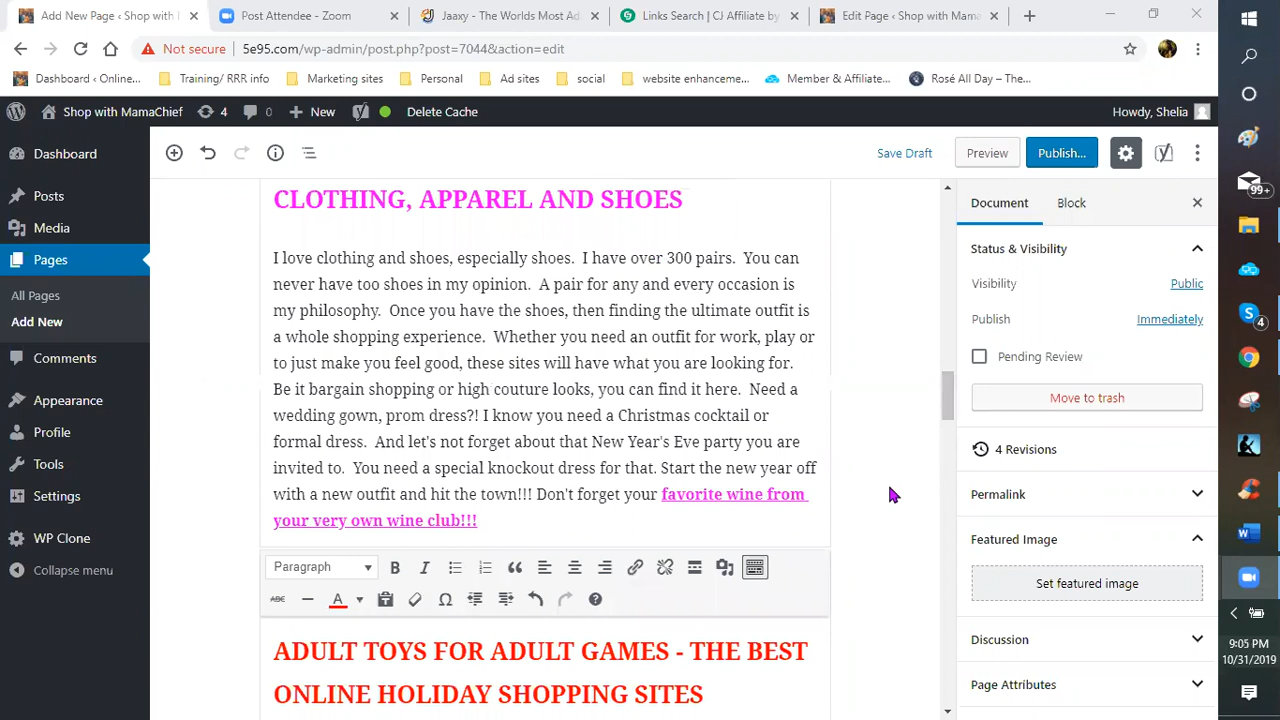 Add New Page ‹ Shop with
Post Attendee - Zoom
Jaaxy - The Worlds Most Ad
Links Search | CJ Affiliate by
Edit Page ‹ Shop with Mama
Not secure
5e95.com/wp-admin/post.php?post=7044&action=edit
Dashboard ‹ Online...
Training/ RRR info
Marketing sites
Personal
Ad sites
social
website enhanceme...
Member & Affiliate...
Rosé All Day – The...
Shop with MamaChief
4
0
New
Delete Cache
Howdy, Shelia
Dashboard
Posts
Media
Pages
All Pages
Add New
Comments
Appearance
Profile
Tools
Settings
WP Clone
Collapse menu
Save Draft
Preview
Publish...
CLOTHING, APPAREL AND SHOES
I love clothing and shoes, especially shoes. I have over 300 pairs. You can
never have too shoes in my opinion. A pair for any and every occasion is
my philosophy. Once you have the shoes, then finding the ultimate outfit is
a whole shopping experience. Whether you need an outfit for work, play or
to just make you feel good, these sites will have what you are looking for.
Be it bargain shopping or high couture looks, you can find it here. Need a
wedding gown, prom dress?! I know you need a Christmas cocktail or
formal dress. And let's not forget about that New Year's Eve party you are
invited to. You need a special knockout dress for that. Start the new year off
with a new outfit and hit the town!!! Don't forget your favorite wine from
your very own wine club!!!
Paragraph
B
I
ABC
A
ADULT TOYS FOR ADULT GAMES - THE BEST
ONLINE HOLIDAY SHOPPING SITES
Document
Block
Status & Visibility
Visibility
Public
Publish
Immediately
Pending Review
Move to trash
4 Revisions
Permalink
Featured Image
Set featured image
Discussion
Page Attributes
99+
4
9:05 PM
10/31/2019